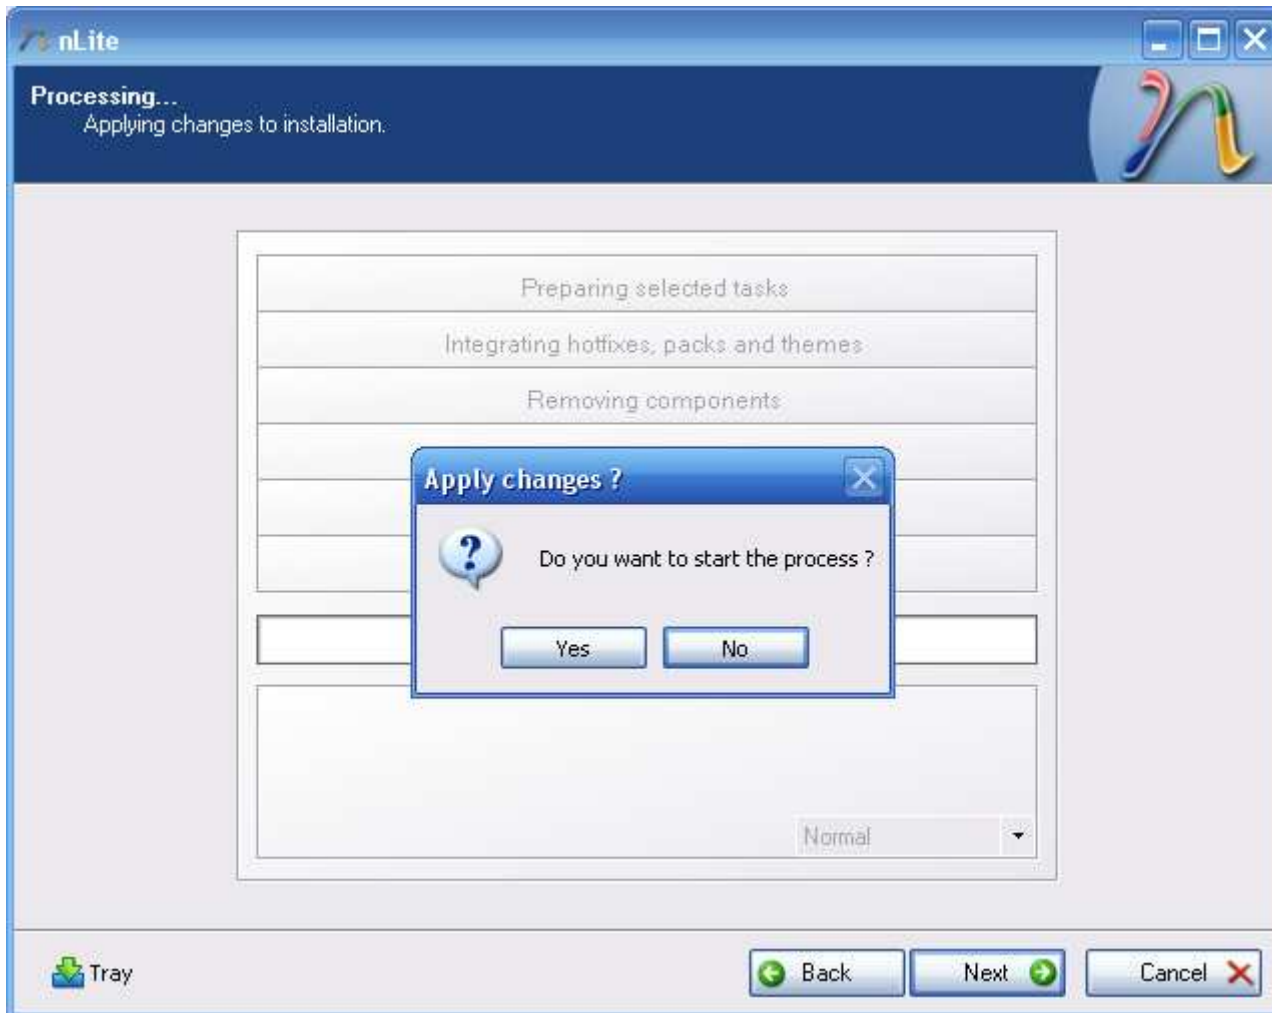 nLite
Processing...
Applying changes to installation.
Preparing selected tasks
Integrating hotfixes, packs and themes
Removing components
Apply changes ?
Do you want to start the process ?
Yes No
Normal
Tray Back Next Cancel